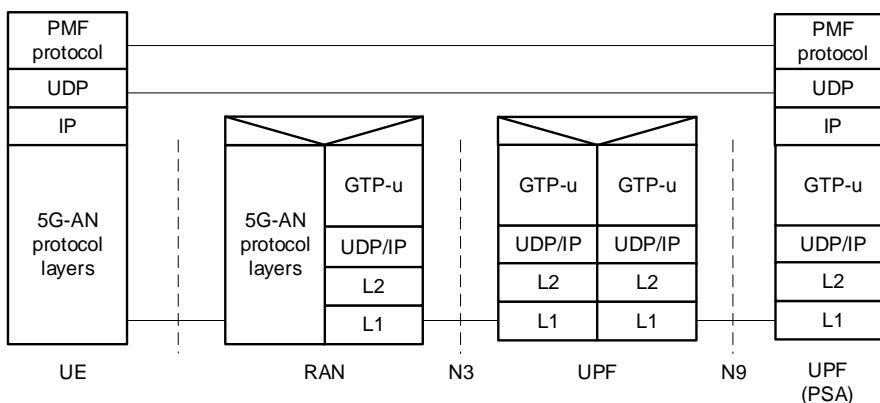 PMF
protocol
UDP
IP
5G-AN
protocol
layers
UE
5G-AN
protocol
layers
GTP-u
UDP/IP
L2
L1
RAN
N3
GTP-u
UDP/IP
L2
L1
GTP-u
UDP/IP
L2
L1
UPF
N9
PMF
protocol
UDP
IP
GTP-u
UDP/IP
L2
L1
UPF
(PSA)